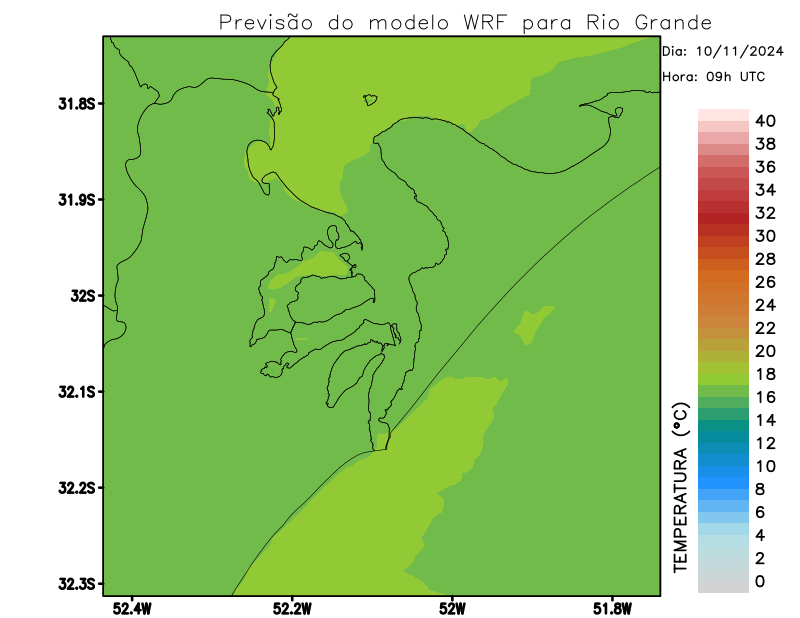 Previsão do modelo WRF para Rio Grande
Dia: 10/11/2024
Hora: 09h UTC
31.8S
31.9S
32S
32.1S
32.2S
32.3S
52.4W
52.2W
52W
51.8W
TEMPERATURA (°C)
40
38
36
34
32
30
28
26
24
22
20
18
16
14
12
10
8
6
4
2
0